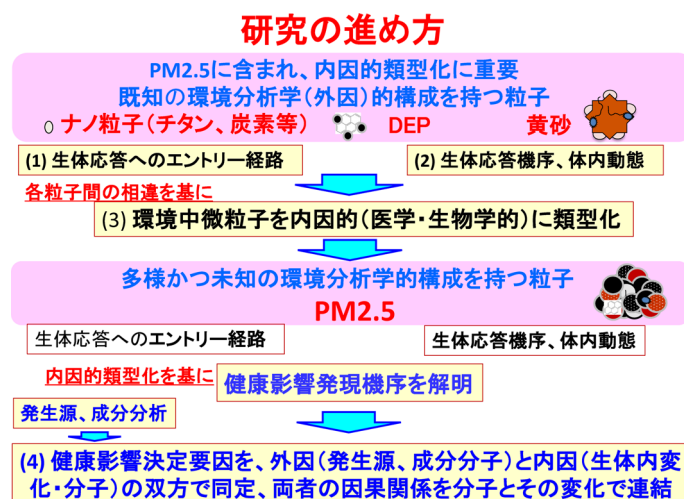 研究の進め方
PM2.5に含まれ、内因的類型化に重要
既知の環境分析学(外因)的構成を持つ粒子
ナノ粒子(チタン、炭素等) DEP 黄砂
(1) 生体応答へのエントリー経路 (2) 生体応答機序、体内動態
各粒子間の相違を基に
(3) 環境中微粒子を内因的(医学・生物学的)に類型化
多様かつ未知の環境分析学的構成を持つ粒子
PM2.5
生体応答へのエントリー経路 生体応答機序、体内動態
内因的類型化を基に 健康影響発現機序を解明
発生源、成分分析
(4) 健康影響決定要因を、外因(発生源、成分分子)と内因(生体内変
化・分子)の双方で同定、両者の因果関係を分子とその変化で連結